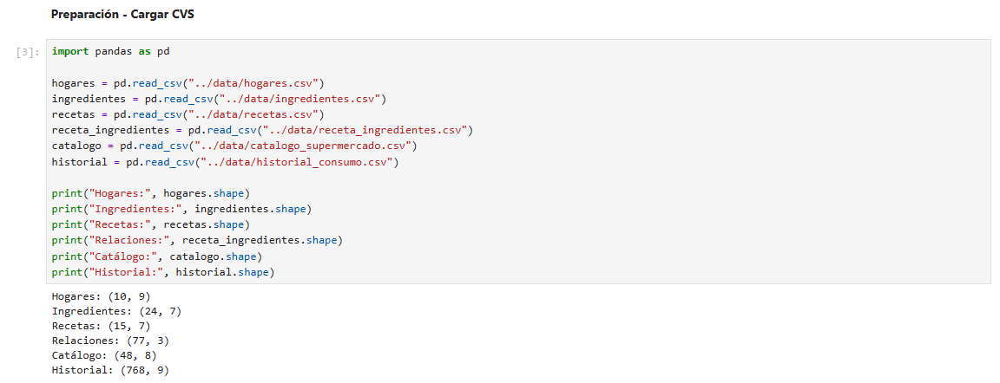 Preparación - Cargar CVS
[3]:
import pandas as pd
hogares = pd.read_csv("../data/hogares.csv")
ingredientes = pd.read_csv("../data/ingredientes.csv")
recetas = pd.read_csv("../data/recetas.csv")
receta_ingredientes = pd.read_csv("../data/receta_ingredientes.csv")
catalogo = pd.read_csv("../data/catalogo_supermercado.csv")
historial = pd.read_csv("../data/historial_consumo.csv")
print("Hogares:", hogares.shape)
print("Ingredientes:", ingredientes.shape)
print("Recetas:", recetas.shape)
print("Relaciones:", receta_ingredientes.shape)
print("Catálogo:", catalogo.shape)
print("Historial:", historial.shape)
Hogares: (10, 9)
Ingredientes: (24, 7)
Recetas: (15, 7)
Relaciones: (77, 3)
Catálogo: (48, 8)
Historial: (768, 9)